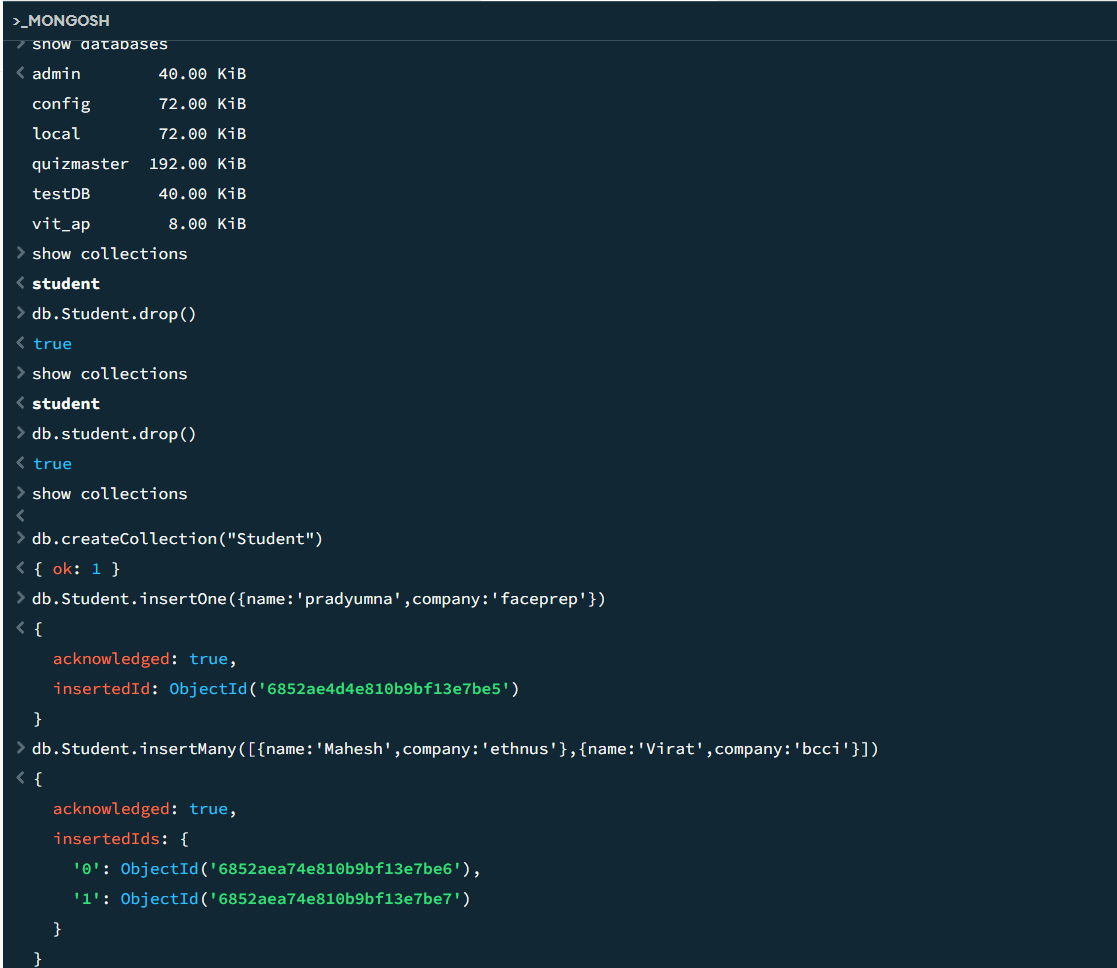 >_MONGOSH
> show databases
< admin 40.00 KiB
config 72.00 KiB
local 72.00 KiB
quizmaster 192.00 KiB
testDB 40.00 KiB
vit_ap 8.00 KiB
> show collections
< student
> db.Student.drop()
< true
> show collections
< student
> db.student.drop()
< true
> show collections
<
> db.createCollection("Student")
< { ok: 1 }
> db.Student.insertOne({name:'pradyumna',company:'faceprep'})
< {
acknowledged: true,
insertedId: ObjectId('6852ae4d4e810b9bf13e7be5')
}
> db.Student.insertMany([{name:'Mahesh',company:'ethnus'},{name:'Virat',company:'bcci'}])
< {
acknowledged: true,
insertedIds: {
'0': ObjectId('6852aea74e810b9bf13e7be6'),
'1': ObjectId('6852aea74e810b9bf13e7be7')
}
}